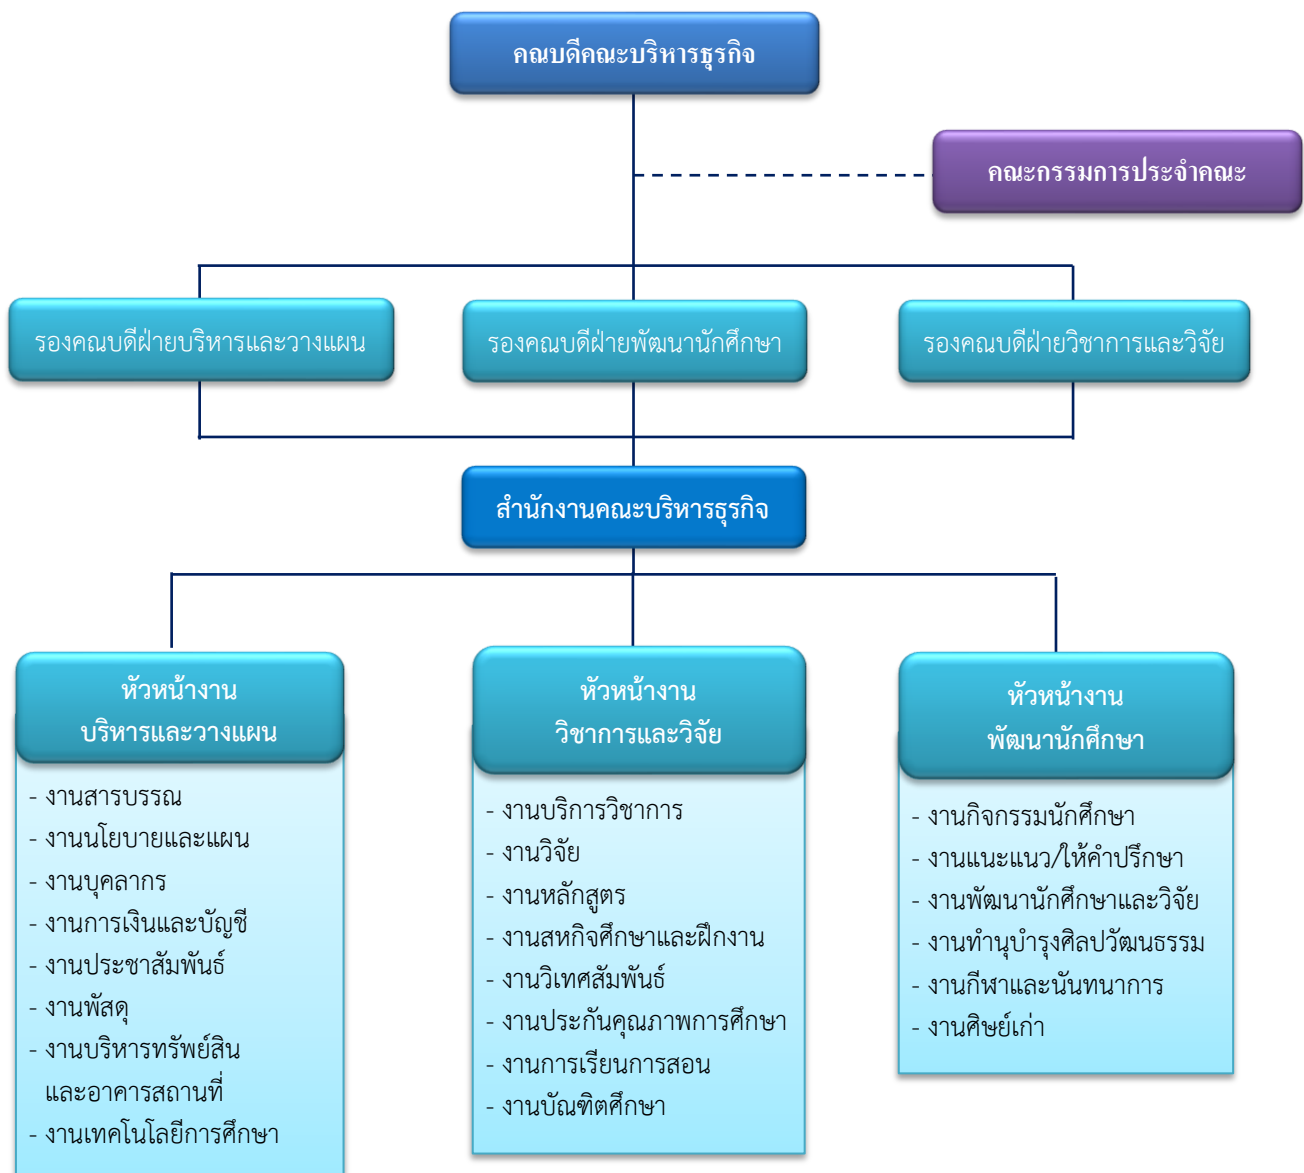 คณบดีคณะบริหารธุรกิจ
คณะกรรมการประจำคณะ
รองคณบดีฝ่ายบริหารและวางแผน
รองคณบดีฝ่ายพัฒนานักศึกษา
รองคณบดีฝ่ายวิชาการและวิจัย
สำนักงานคณะบริหารธุรกิจ
หัวหน้างาน
บริหารและวางแผน
- งานสารบรรณ
- งานนโยบายและแผน
- งานบุคลากร
- งานการเงินและบัญชี
- งานประชาสัมพันธ์
- งานพัสดุ
- งานบริหารทรัพย์สิน
และอาคารสถานที่
- งานเทคโนโลยีการศึกษา
หัวหน้างาน
วิชาการและวิจัย
- งานบริการวิชาการ
- งานวิจัย
- งานหลักสูตร
- งานสหกิจศึกษาและฝึกงาน
- งานวิเทศสัมพันธ์
- งานประกันคุณภาพการศึกษา
- งานการเรียนการสอน
- งานบัณฑิตศึกษา
หัวหน้างาน
พัฒนานักศึกษา
- งานกิจกรรมนักศึกษา
- งานแนะแนว/ให้คำปรึกษา
- งานพัฒนานักศึกษาและวิจัย
- งานทำนุบำรุงศิลปวัฒนธรรม
- งานกีฬาและนันทนาการ
- งานศิษย์เก่า